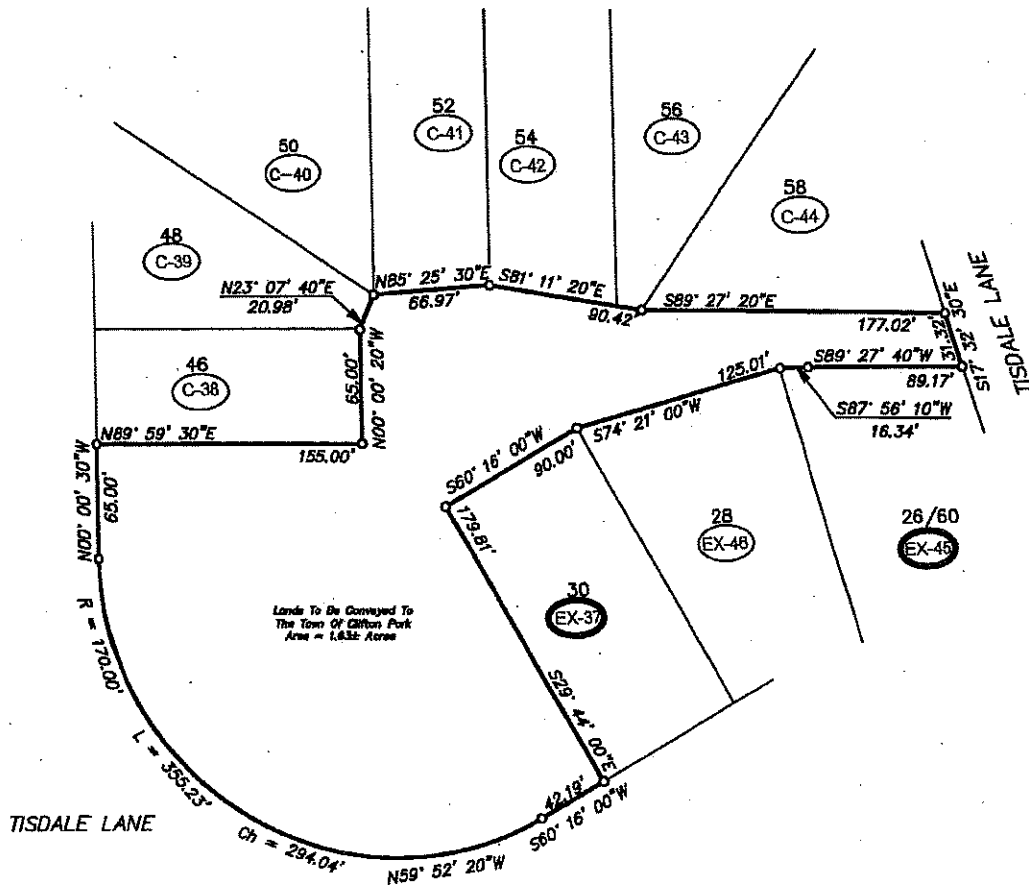 52
C-41
54
C-42
56
C-43
50
C-40
58
C-44
48
C-39
N23° 07' 40"E
20.98'
N85° 25' 30"E
66.97'
S81° 11' 20"E
90.42'
S89° 27' 20"E
177.02'
31.32'
S17° 32' 30"E
TISDALE LANE
46
C-38
65.00'
N00° 00' 20"W
125.01'
S89° 27' 40"W
89.17'
S87° 56' 10"W
16.34'
S74° 21' 00"W
S60° 16' 00"W
90.00'
N89° 59' 30"E
155.00'
N00° 00' 30"W
65.00'
179.81'
28
EX-46
26/60
EX-45
30
EX-37
Lands To Be Conveyed To
The Town Of Clifton Park
Area = 1.63± Acres
R = 170.00'
S29° 44' 00"E
L = 355.23'
42.19'
S60° 16' 00"W
TISDALE LANE
Ch = 294.04'
N59° 52' 20"W